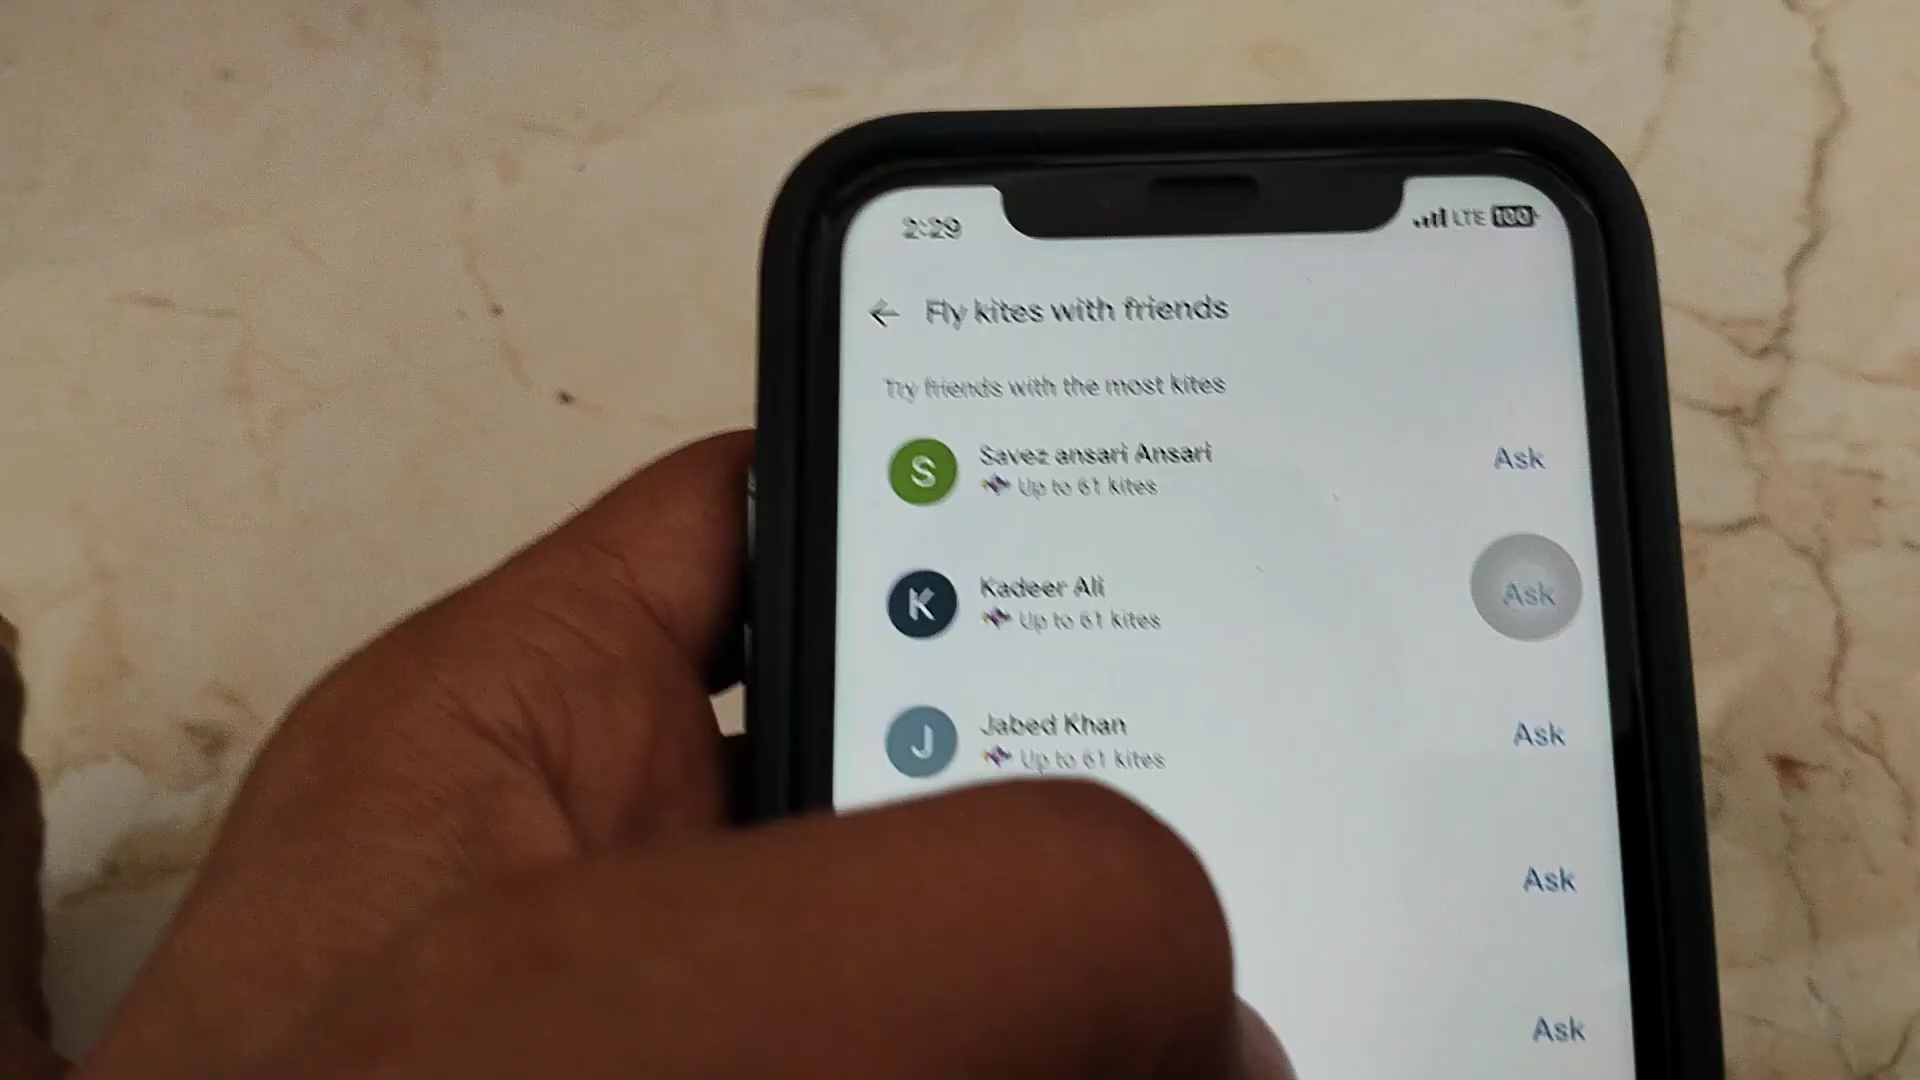 2:29
LTE 100
Fly kites with friends
Try friends with the most kites
S
Savez ansari Ansari
Up to 61 kites
Ask
K
Kadeer Ali
Up to 61 kites
Ask
J
Jabed Khan
Up to 61 kites
Ask
Ask
Ask